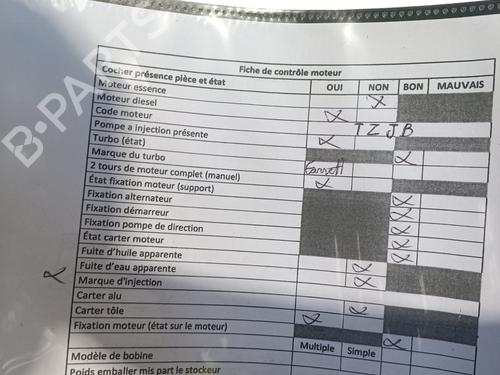 Fiche de contrôle moteur
Cocher présence pièce et état OUI NON BON MAUVAIS
Moteur essence
Moteur diesel
Code moteur T Z J B
Pompe a injection présente
Turbo (état)
Marque du turbo Garrett
2 tours de moteur complet (manuel)
État fixation moteur (support)
Fixation alternateur
Fixation démarreur
Fixation pompe de direction
État carter moteur
Fuite d'huile apparente
Fuite d'eau apparente
Marque d'injection
Carter alu
Carter tôle
Fixation moteur (état sur le moteur)
Multiple Simple
Modèle de bobine
Poids emballer mis part le stockeur
B-PARTS